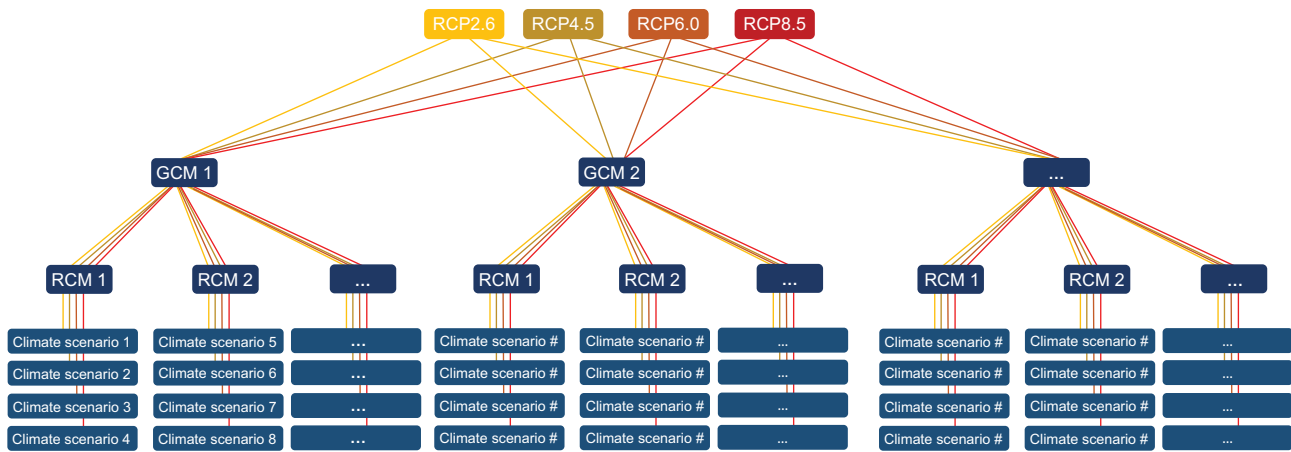 RCP2.6 RCP4.5 RCP6.0 RCP8.5
GCM 1 GCM 2 ...
RCM 1 RCM 2 ... RCM 1 RCM 2 ... RCM 1 RCM 2 ...
Climate scenario 1 Climate scenario 5 ... Climate scenario # Climate scenario # ... Climate scenario # Climate scenario # ...
Climate scenario 2 Climate scenario 6 ... Climate scenario # Climate scenario # ... Climate scenario # Climate scenario # ...
Climate scenario 3 Climate scenario 7 ... Climate scenario # Climate scenario # ... Climate scenario # Climate scenario # ...
Climate scenario 4 Climate scenario 8 ... Climate scenario # Climate scenario # ... Climate scenario # Climate scenario # ...